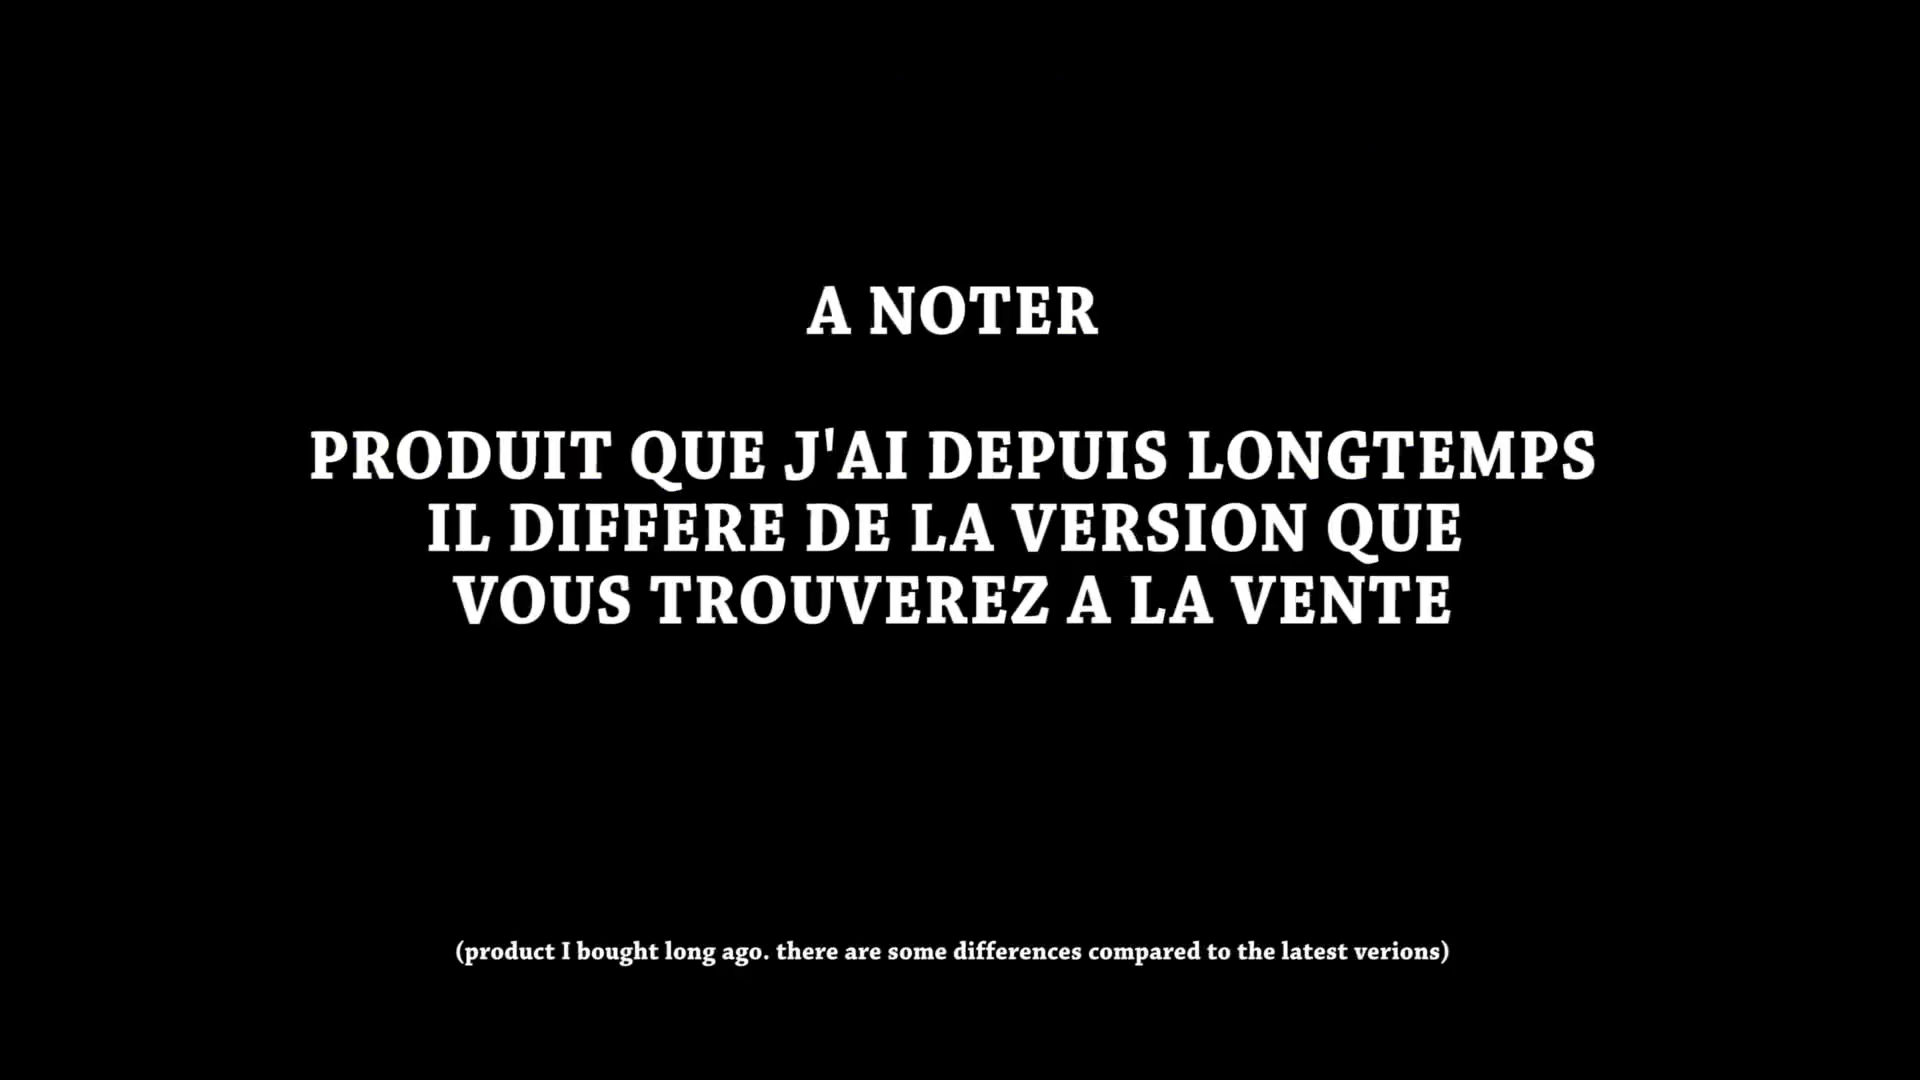 A NOTER
PRODUIT QUE J'AI DEPUIS LONGTEMPS
IL DIFFERE DE LA VERSION QUE
VOUS TROUVEREZ A LA VENTE
(product I bought long ago. there are some differences compared to the latest verions)